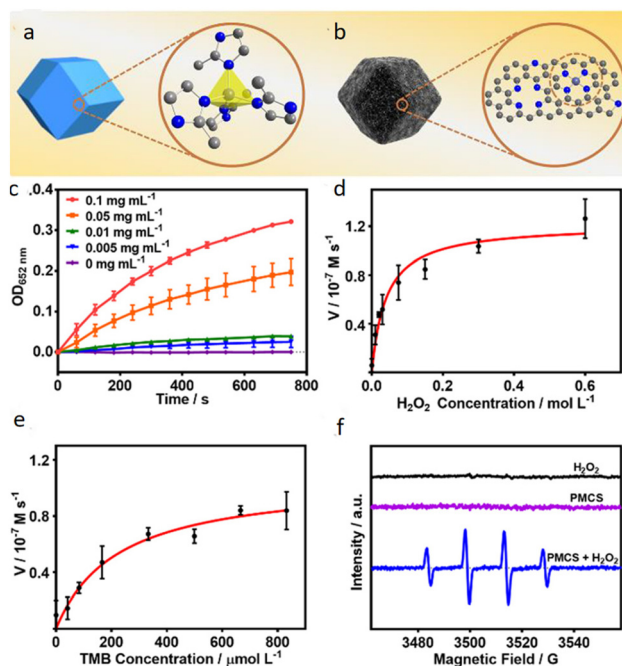 a
b
c
0.1 mg mL⁻¹
0.05 mg mL⁻¹
0.01 mg mL⁻¹
0.005 mg mL⁻¹
0 mg mL⁻¹
OD652 nm
0.4
0.3
0.2
0.1
0.0
0 200 400 600 800
Time / s
d
V / 10⁻⁷ M s⁻¹
1.2
0.8
0.4
0.0 0.2 0.4 0.6
H₂O₂ Concentration / mol L⁻¹
e
V / 10⁻⁷ M s⁻¹
1.2
0.8
0.4
0 200 400 600 800
TMB Concentration / μmol L⁻¹
f
Intensity / a.u.
H₂O₂
PMCS
PMCS + H₂O₂
3480 3500 3520 3540
Magnetic Field / G